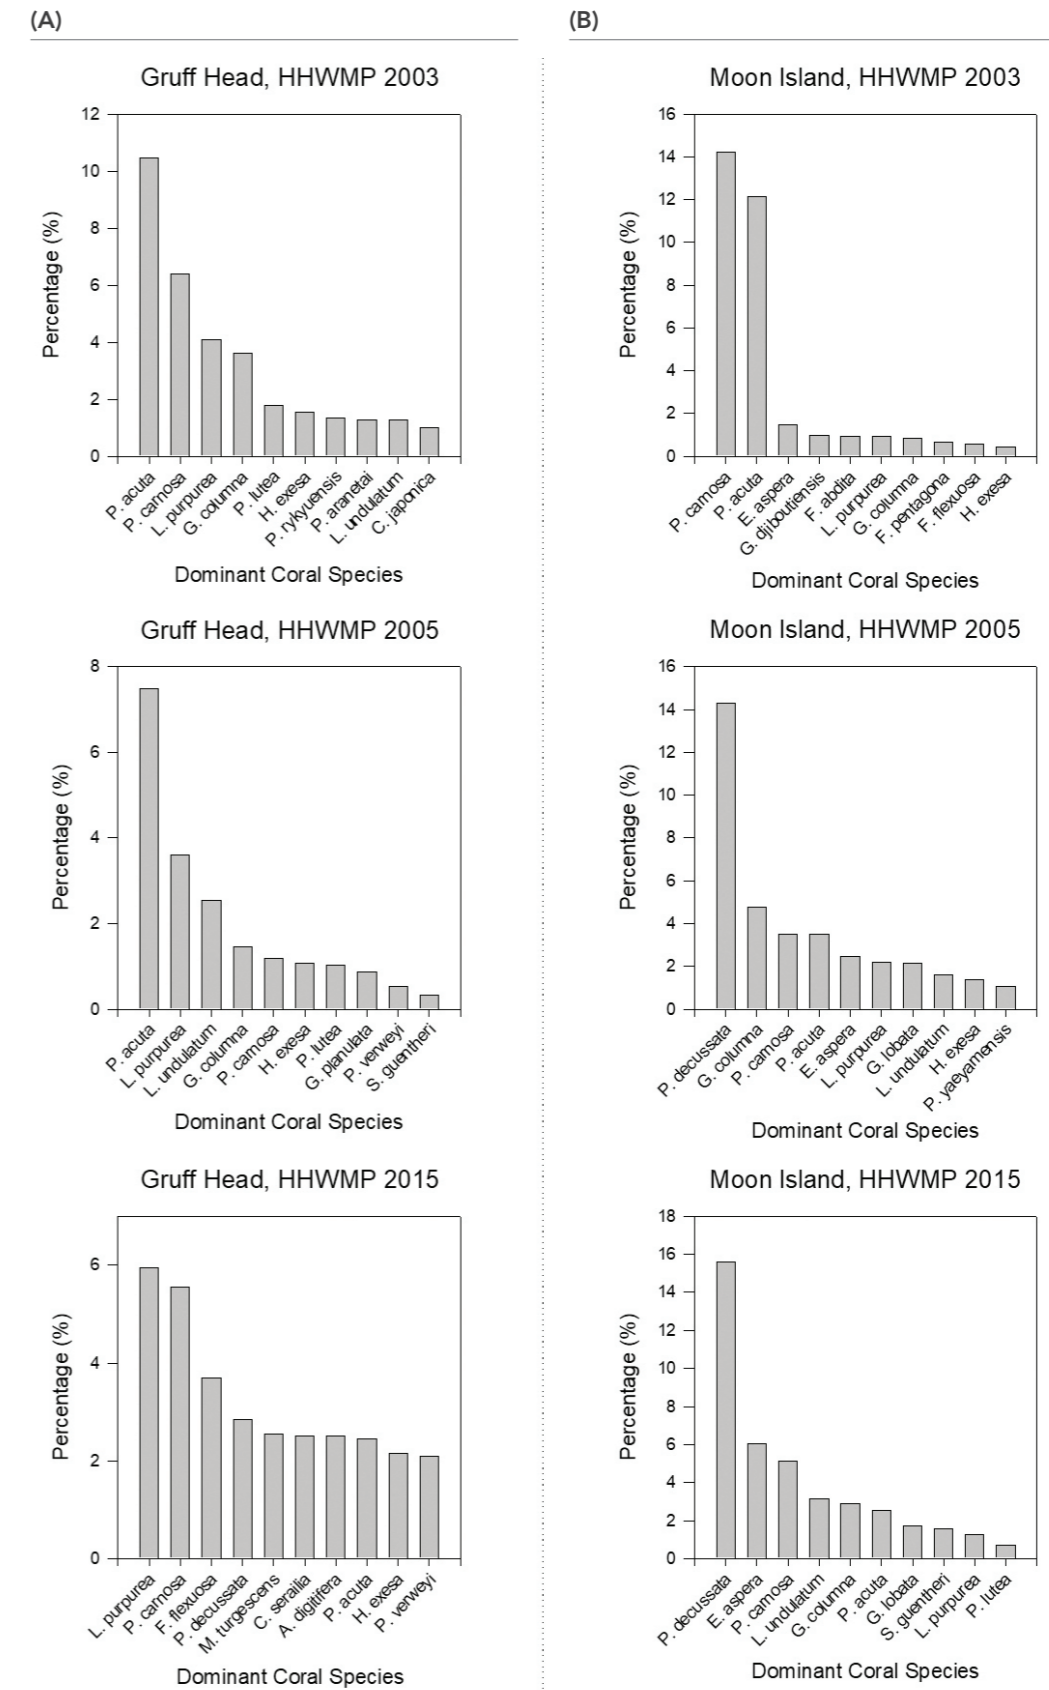 (A)
Gruff Head, HHWMP 2003
12
10
8
6
4
2
0
Percentage (%)
P. acuta
P. carnosa
L. purpurea
G. columna
P. lutea
H. exesa
P. rykyuensis
P. aranetai
L. undulatum
C. japonica
Dominant Coral Species
Gruff Head, HHWMP 2005
8
6
4
2
0
Percentage (%)
P. acuta
L. purpurea
L. undulatum
G. columna
P. carnosa
H. exesa
P. lutea
G. planulata
P. verweyi
S. guentheri
Dominant Coral Species
Gruff Head, HHWMP 2015
6
4
2
0
Percentage (%)
L. purpurea
P. carnosa
F. flexuosa
P. decussata
M. turgescens
C. serailia
A. digitifera
P. acuta
H. exesa
P. verweyi
Dominant Coral Species
(B)
Moon Island, HHWMP 2003
16
14
12
10
8
6
4
2
0
Percentage (%)
P. carnosa
P. acuta
E. aspera
G. djiboutiensis
F. abdita
L. purpurea
G. columna
F. pentagona
F. flexuosa
H. exesa
Dominant Coral Species
Moon Island, HHWMP 2005
16
14
12
10
8
6
4
2
0
Percentage (%)
P. decussata
G. columna
P. carnosa
P. acuta
E. aspera
L. purpurea
G. lobata
L. undulatum
H. exesa
P. yaeyamensis
Dominant Coral Species
Moon Island, HHWMP 2015
18
16
14
12
10
8
6
4
2
0
Percentage (%)
P. decussata
E. aspera
P. carnosa
L. undulatum
G. columna
P. acuta
G. lobata
S. guentheri
L. purpurea
P. lutea
Dominant Coral Species